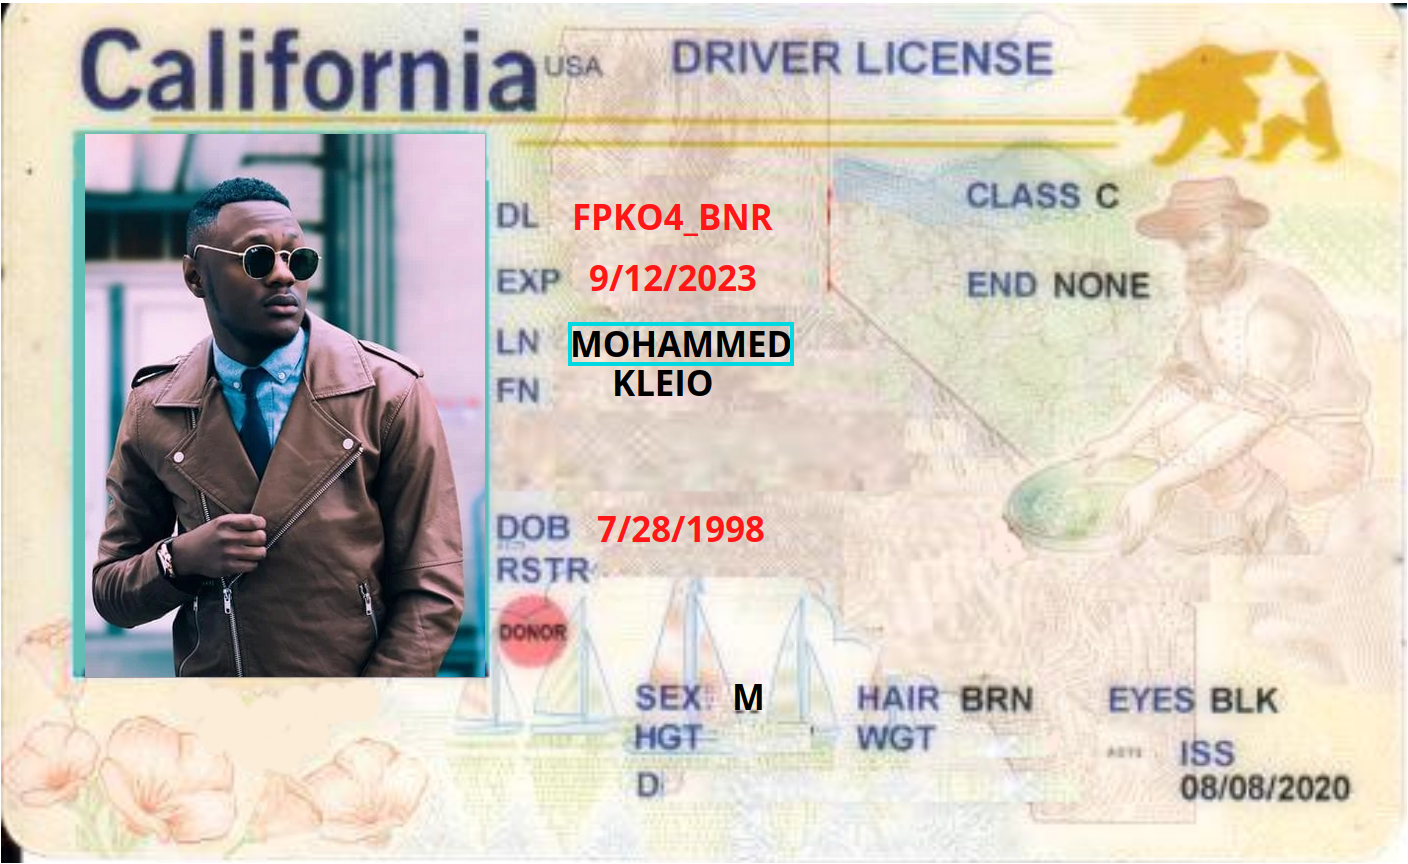 California USA DRIVER LICENSE
CLASS C
DL FPKO4_BNR
EXP 9/12/2023
END NONE
LN MOHAMMED
FN KLEIO
DOB 7/28/1998
RSTR
DONOR
SEX M HAIR BRN EYES BLK
HGT WGT
ISS
D
08/08/2020